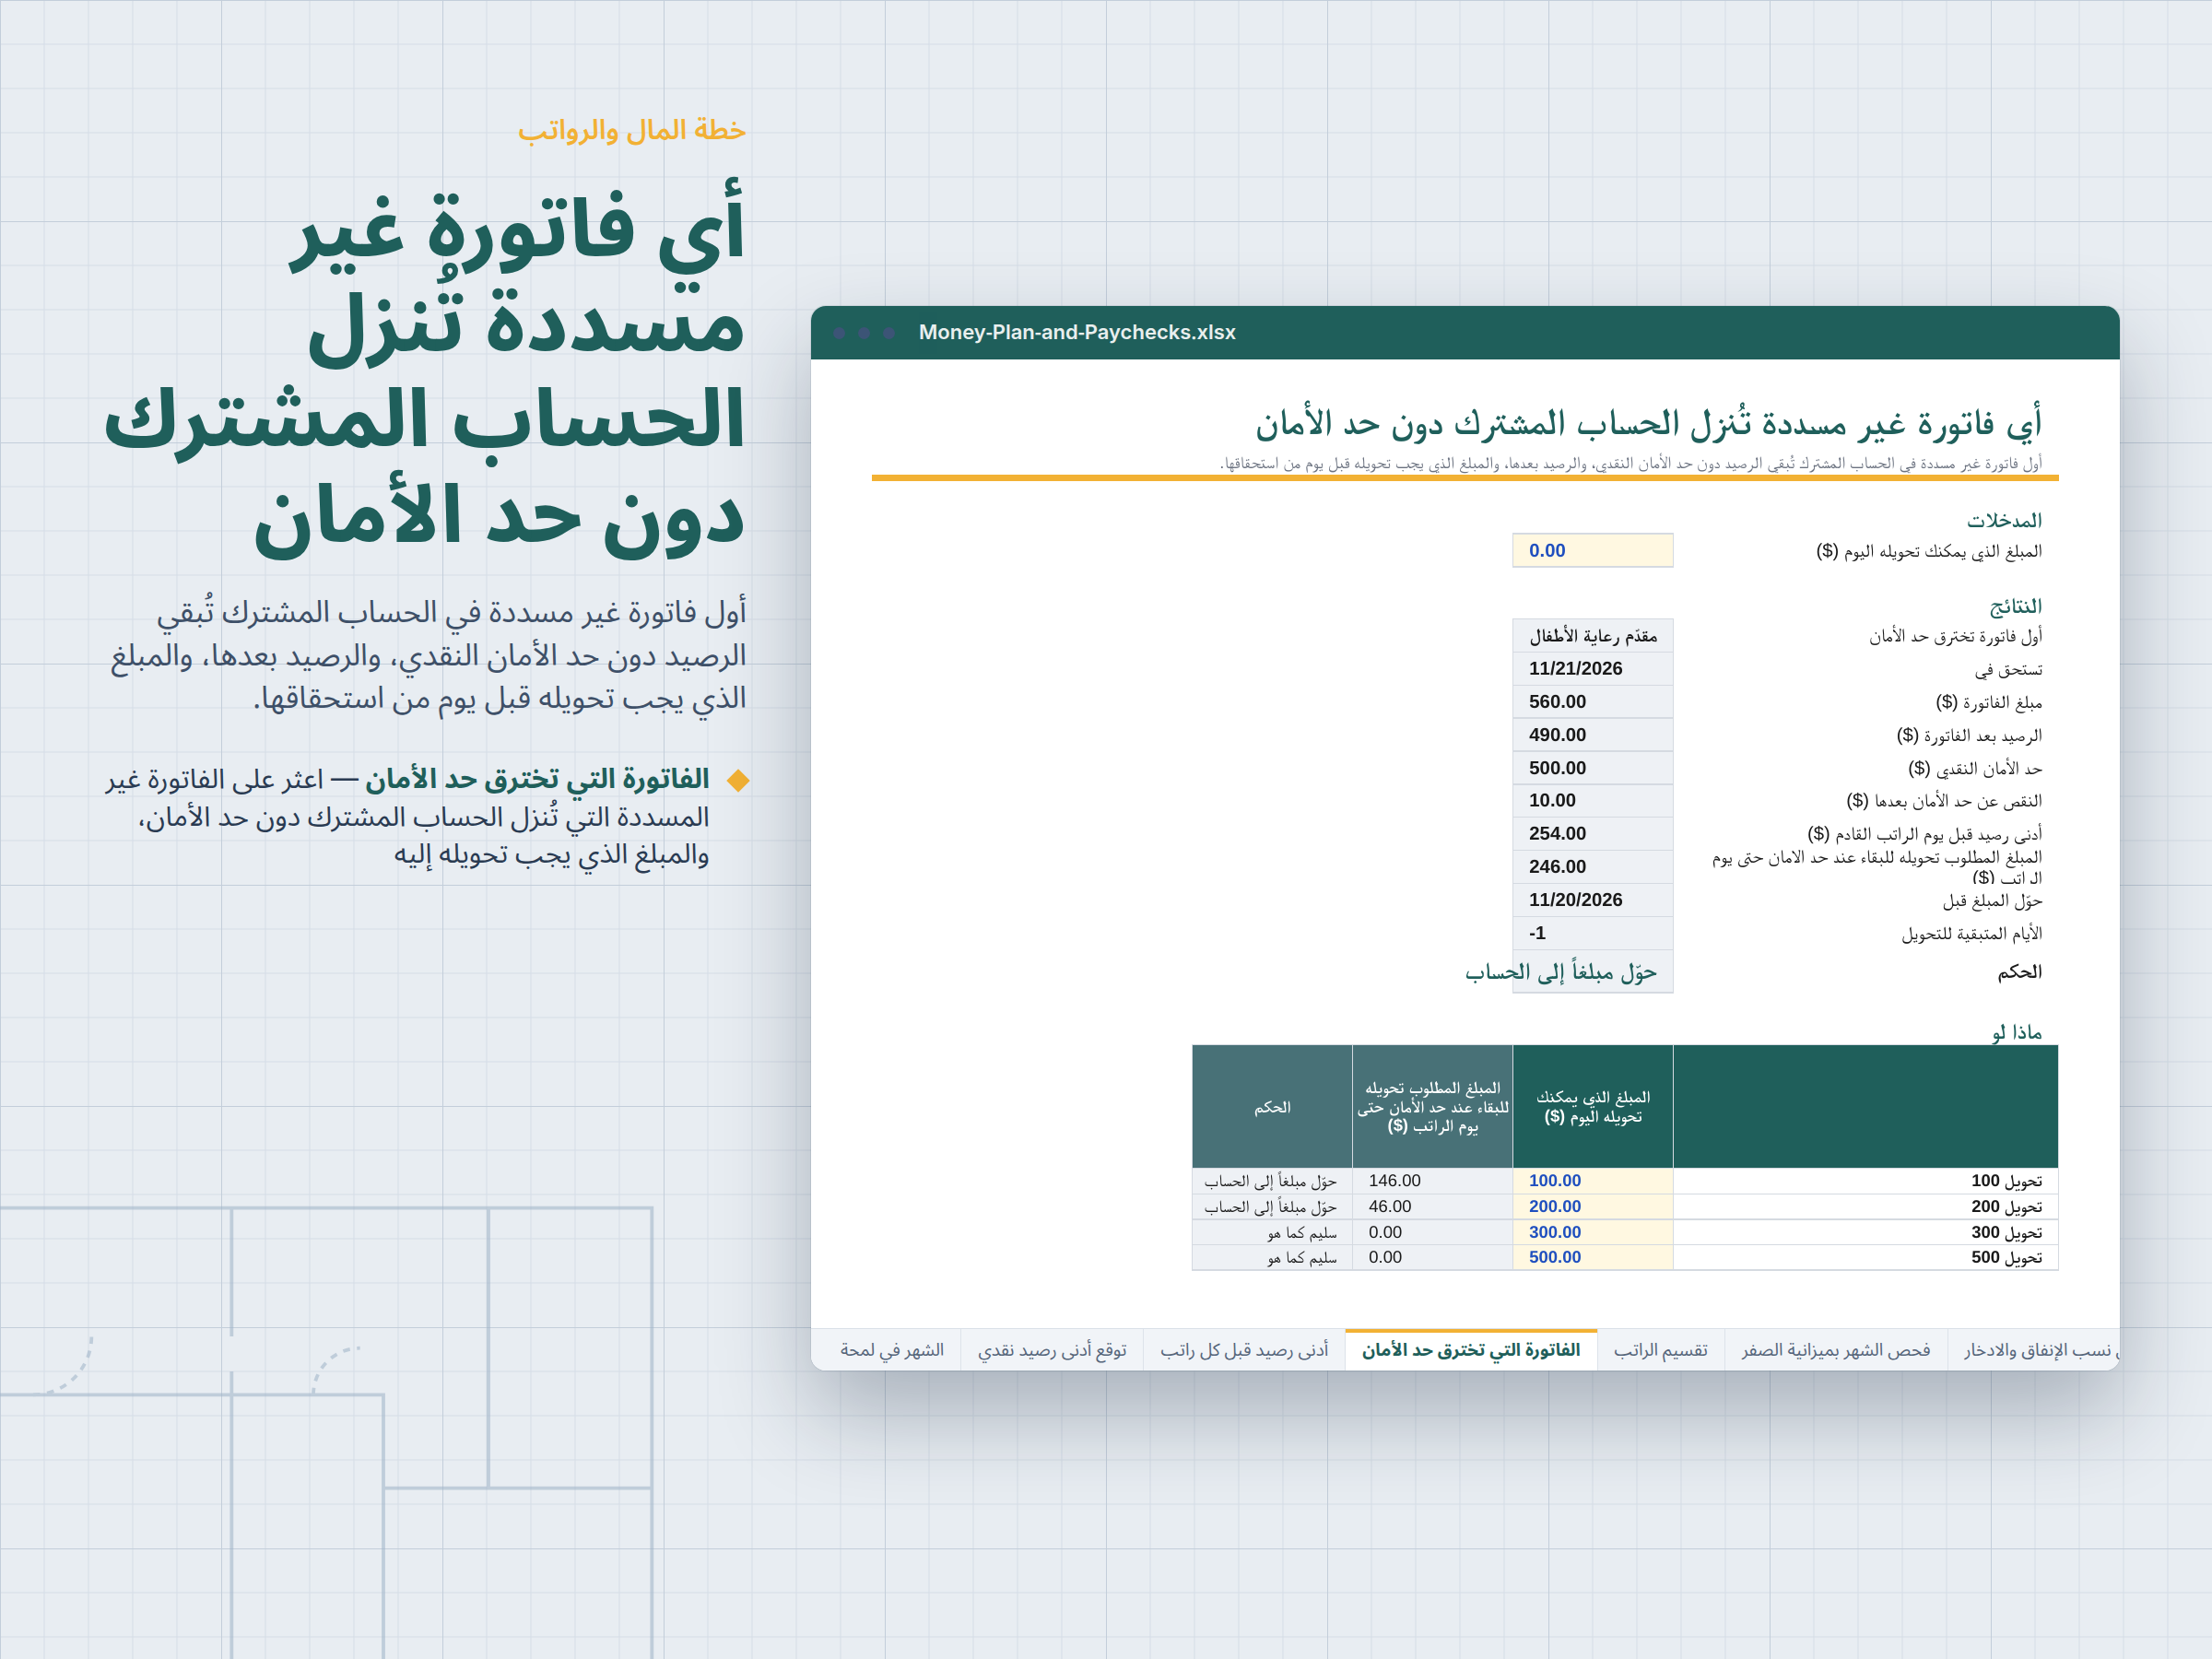 خطة المال والرواتب
أي فاتورة غير
مسددة تُنزل
الحساب المشترك
دون حد الأمان
أول فاتورة غير مسددة في الحساب المشترك تُبقي
الرصيد دون حد الأمان النقدي، والرصيد بعدها، والمبلغ
الذي يجب تحويله قبل يوم من استحقاقها.
الفاتورة التي تخترق حد الأمان — اعثر على الفاتورة غير
المسددة التي تُنزل الحساب المشترك دون حد الأمان،
والمبلغ الذي يجب تحويله إليه
Money-Plan-and-Paychecks.xlsx
أي فاتورة غير مسددة تُنزل الحساب المشترك دون حد الأمان
أول فاتورة غير مسددة في الحساب المشترك تُبقي الرصيد دون حد الأمان النقدي، والرصيد بعدها، والمبلغ الذي يجب تحويله قبل يوم من استحقاقها.
المدخلات
المبلغ الذي يمكنك تحويله اليوم ($) 0.00
النتائج
أول فاتورة تخترق حد الأمان مقدّم رعاية الأطفال
تستحق في 11/21/2026
مبلغ الفاتورة ($) 560.00
الرصيد بعد الفاتورة ($) 490.00
حد الأمان النقدي ($) 500.00
النقص عن حد الأمان بعدها ($) 10.00
أدنى رصيد قبل يوم الراتب القادم ($) 254.00
المبلغ المطلوب تحويله للبقاء عند حد الأمان حتى يوم
الراتب ($) 246.00
حوّل المبلغ قبل 11/20/2026
الأيام المتبقية للتحويل -1
الحكم حوّل مبلغاً إلى الحساب
ماذا لو
المبلغ الذي يمكنك تحويله اليوم ($) المبلغ المطلوب تحويله للبقاء عند حد الأمان حتى يوم الراتب ($) الحكم
تحويل 100 100.00 146.00 حوّل مبلغاً إلى الحساب
تحويل 200 200.00 46.00 حوّل مبلغاً إلى الحساب
تحويل 300 300.00 0.00 سليم كما هو
تحويل 500 500.00 0.00 سليم كما هو
نسب الإنفاق والادخار فحص الشهر بميزانية الصفر تقسيم الراتب الفاتورة التي تخترق حد الأمان أدنى رصيد قبل كل راتب توقع أدنى رصيد نقدي الشهر في لمحة